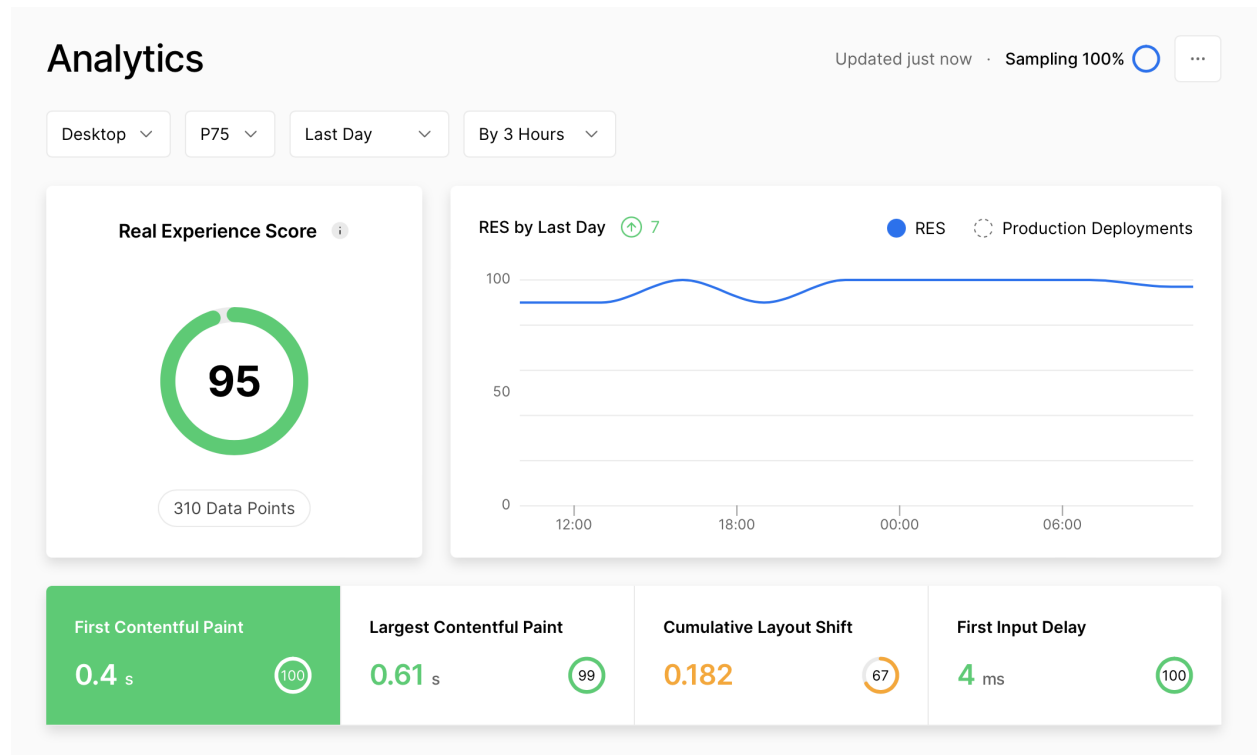 Analytics
Updated just now · Sampling 100%
Desktop
P75
Last Day
By 3 Hours
Real Experience Score
95
310 Data Points
RES by Last Day 7
RES
Production Deployments
100
50
0
12:00 18:00 00:00 06:00
First Contentful Paint
0.4 s
100
Largest Contentful Paint
0.61 s
99
Cumulative Layout Shift
0.182
67
First Input Delay
4 ms
100